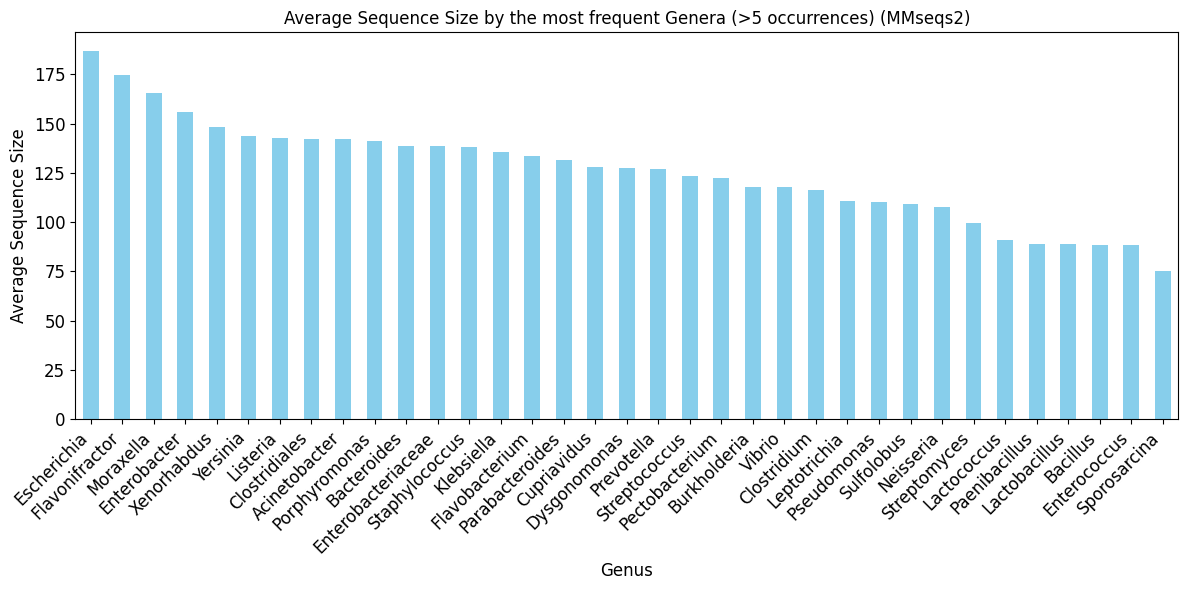 Average Sequence Size by the most frequent Genera (>5 occurrences) (MMseqs2)
Average Sequence Size
175
150
125
100
75
50
25
0
Escherichia
Flavonifractor
Moraxella
Enterobacter
Xenorhabdus
Yersinia
Listeria
Clostridiales
Acinetobacter
Porphyromonas
Bacteroides
Enterobacteriaceae
Staphylococcus
Klebsiella
Flavobacterium
Parabacteroides
Cupriavidus
Dysgonomonas
Prevotella
Streptococcus
Pectobacterium
Burkholderia
Vibrio
Clostridium
Leptotrichia
Pseudomonas
Sulfolobus
Neisseria
Streptomyces
Lactococcus
Paenibacillus
Lactobacillus
Bacillus
Enterococcus
Sporosarcina
Genus